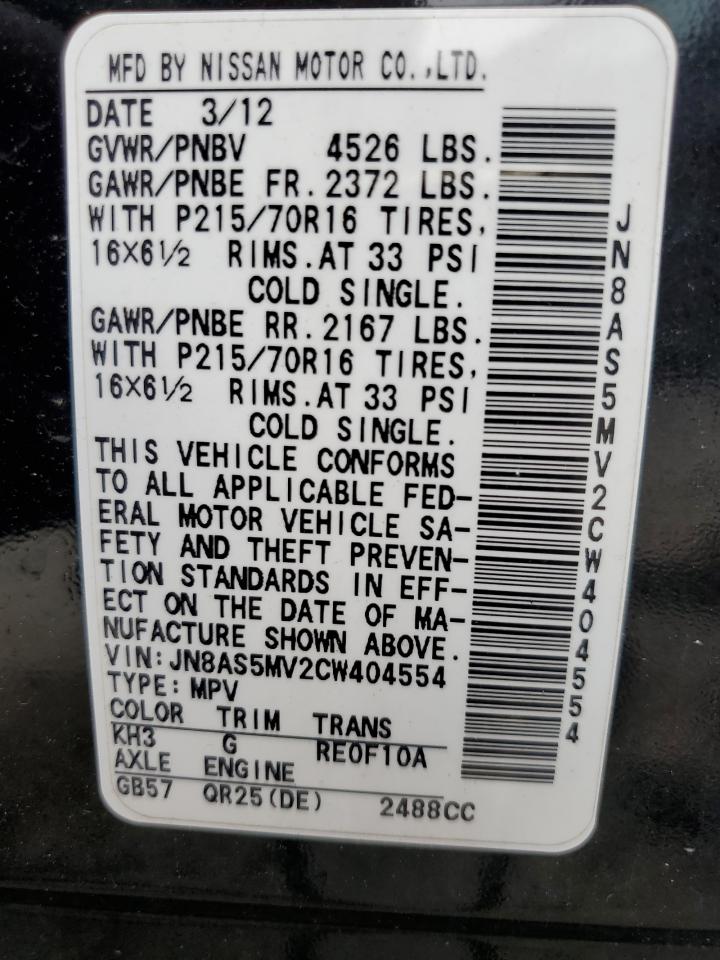 MFD BY NISSAN MOTOR CO.,LTD.
DATE 3/12
GVWR/PNBV 4526 LBS.
GAWR/PNBE FR. 2372 LBS.
WITH P215/70R16 TIRES,
16X6½ RIMS. AT 33 PSI
COLD SINGLE.
GAWR/PNBE RR. 2167 LBS.
WITH P215/70R16 TIRES,
16X6½ RIMS. AT 33 PSI
COLD SINGLE.
THIS VEHICLE CONFORMS
TO ALL APPLICABLE FED-
ERAL MOTOR VEHICLE SA-
FETY AND THEFT PREVEN-
TION STANDARDS IN EFF-
ECT ON THE DATE OF MA-
NUFACTURE SHOWN ABOVE.
VIN: JN8AS5MV2CW404554
TYPE: MPV
COLOR TRIM TRANS
KH3 G RE0F10A
AXLE ENGINE
GB57 QR25(DE) 2488CC
JN8AS5MV2CW404554